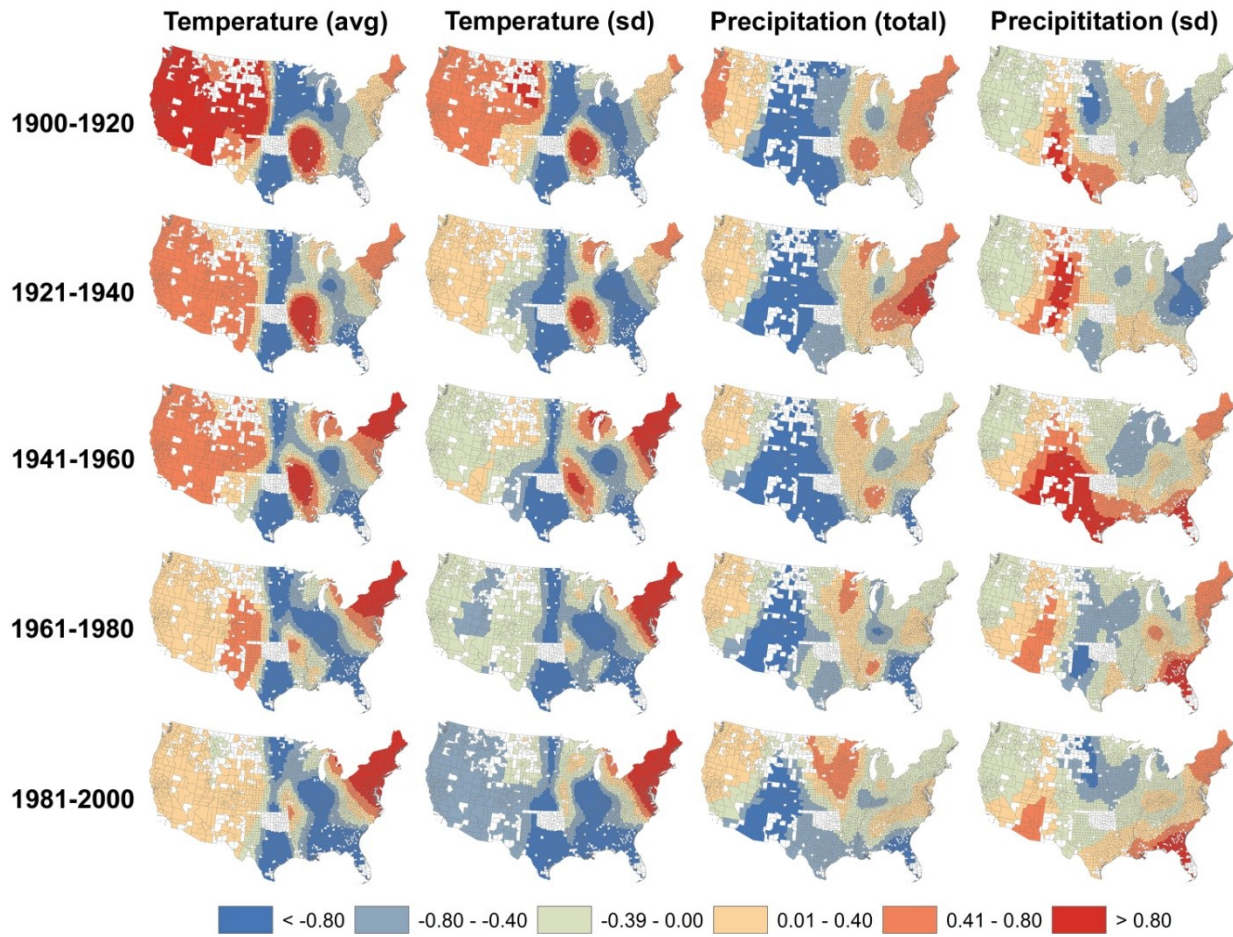 Temperature (avg) Temperature (sd) Precipitation (total) Precipititation (sd)
1900-1920
1921-1940
1941-1960
1961-1980
1981-2000
< -0.80 -0.80 - -0.40 -0.39 - 0.00 0.01 - 0.40 0.41 - 0.80 > 0.80